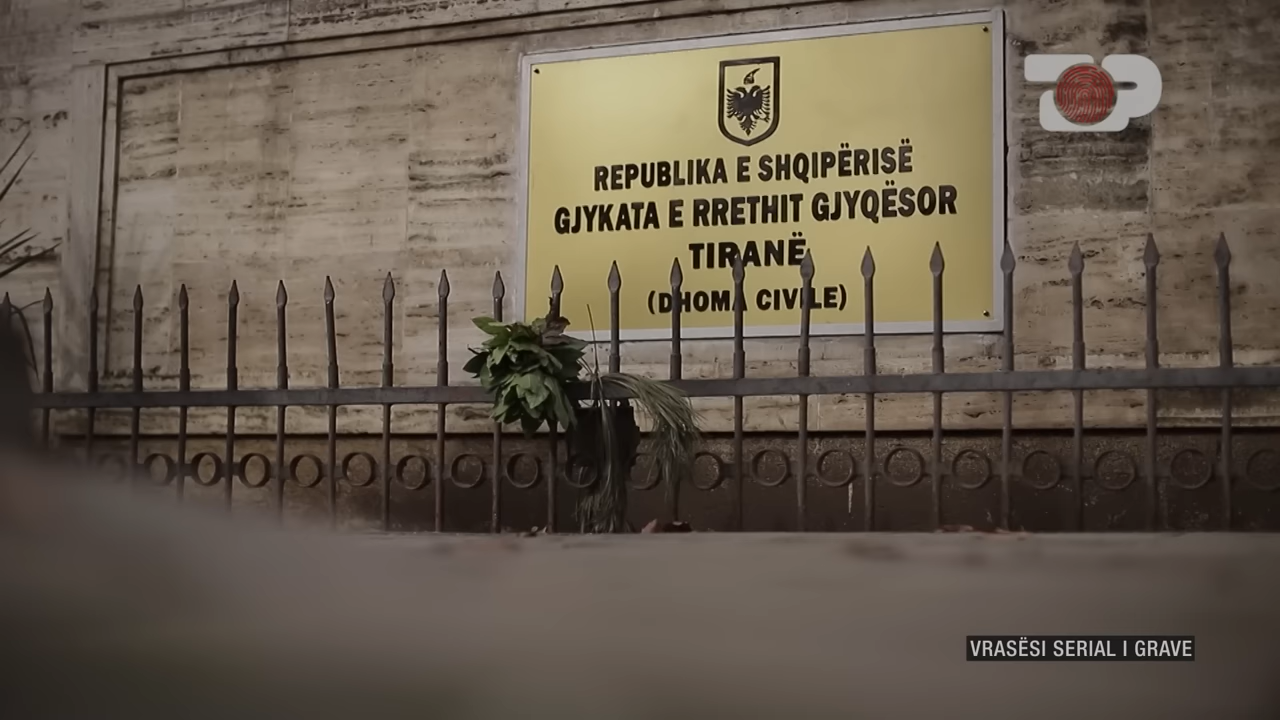 REPUBLIKA E SHQIPËRISË
GJYKATA E RRETHIT GJYQËSOR
TIRANË
(DHOMA CIVILE)
VRASËSI SERIAL I GRAVE